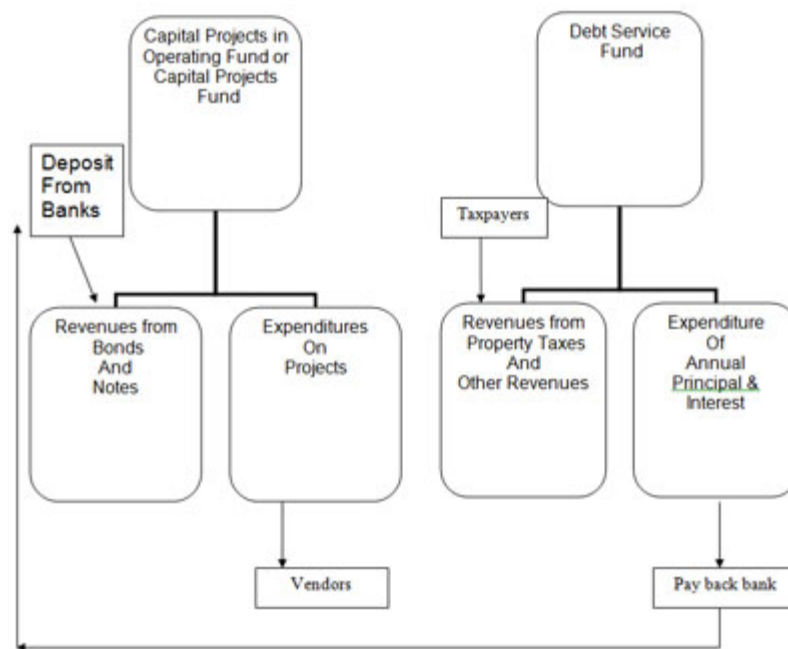 Capital Projects in
Operating Fund or
Capital Projects
Fund
Debt Service
Fund
Deposit
From
Banks
Taxpayers
Revenues from
Bonds
And
Notes
Expenditures
On
Projects
Revenues from
Property Taxes
And
Other Revenues
Expenditure
Of
Annual
Principal &
Interest
Vendors
Pay back bank